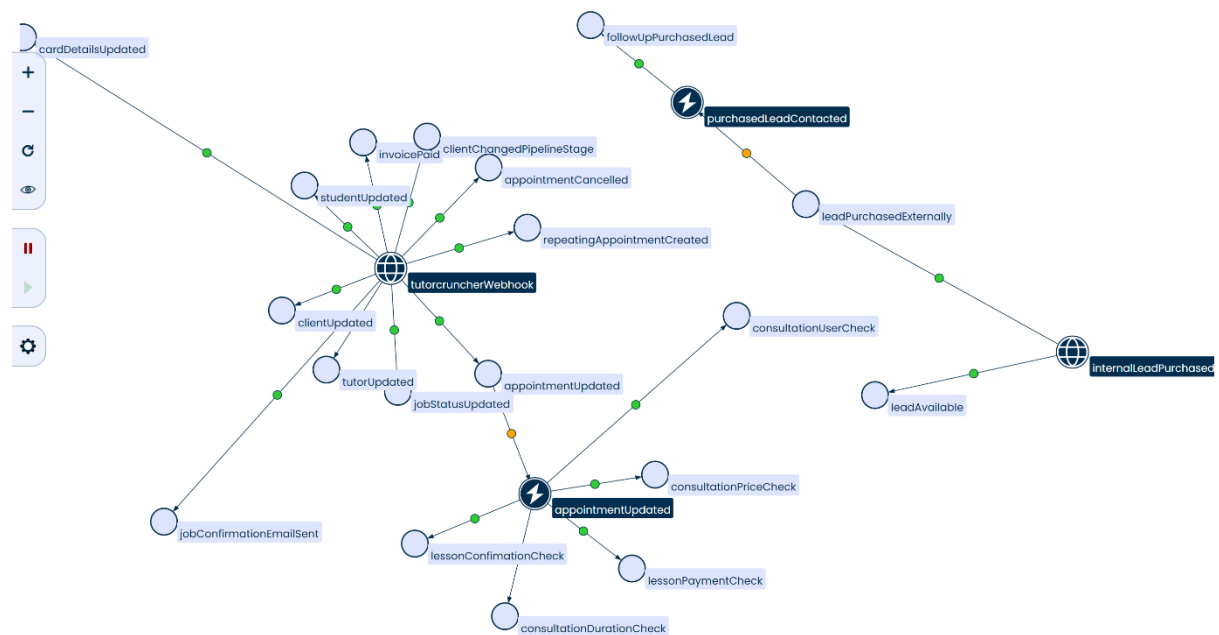 followUpPurchasedLead
cardDetailsUpdated
purchasedLeadContacted
clientChangedPipelineStage
invoicePaid
appointmentCancelled
studentUpdated
leadPurchasedExternally
repeatingAppointmentCreated
tutorcruncherWebhook
clientUpdated
consultationUserCheck
internalLeadPurchased
tutorUpdated
appointmentUpdated
jobStatusUpdated
leadAvailable
consultationPriceCheck
appointmentUpdated
jobConfirmationEmailSent
lessonConfimationCheck
lessonPaymentCheck
consultationDurationCheck